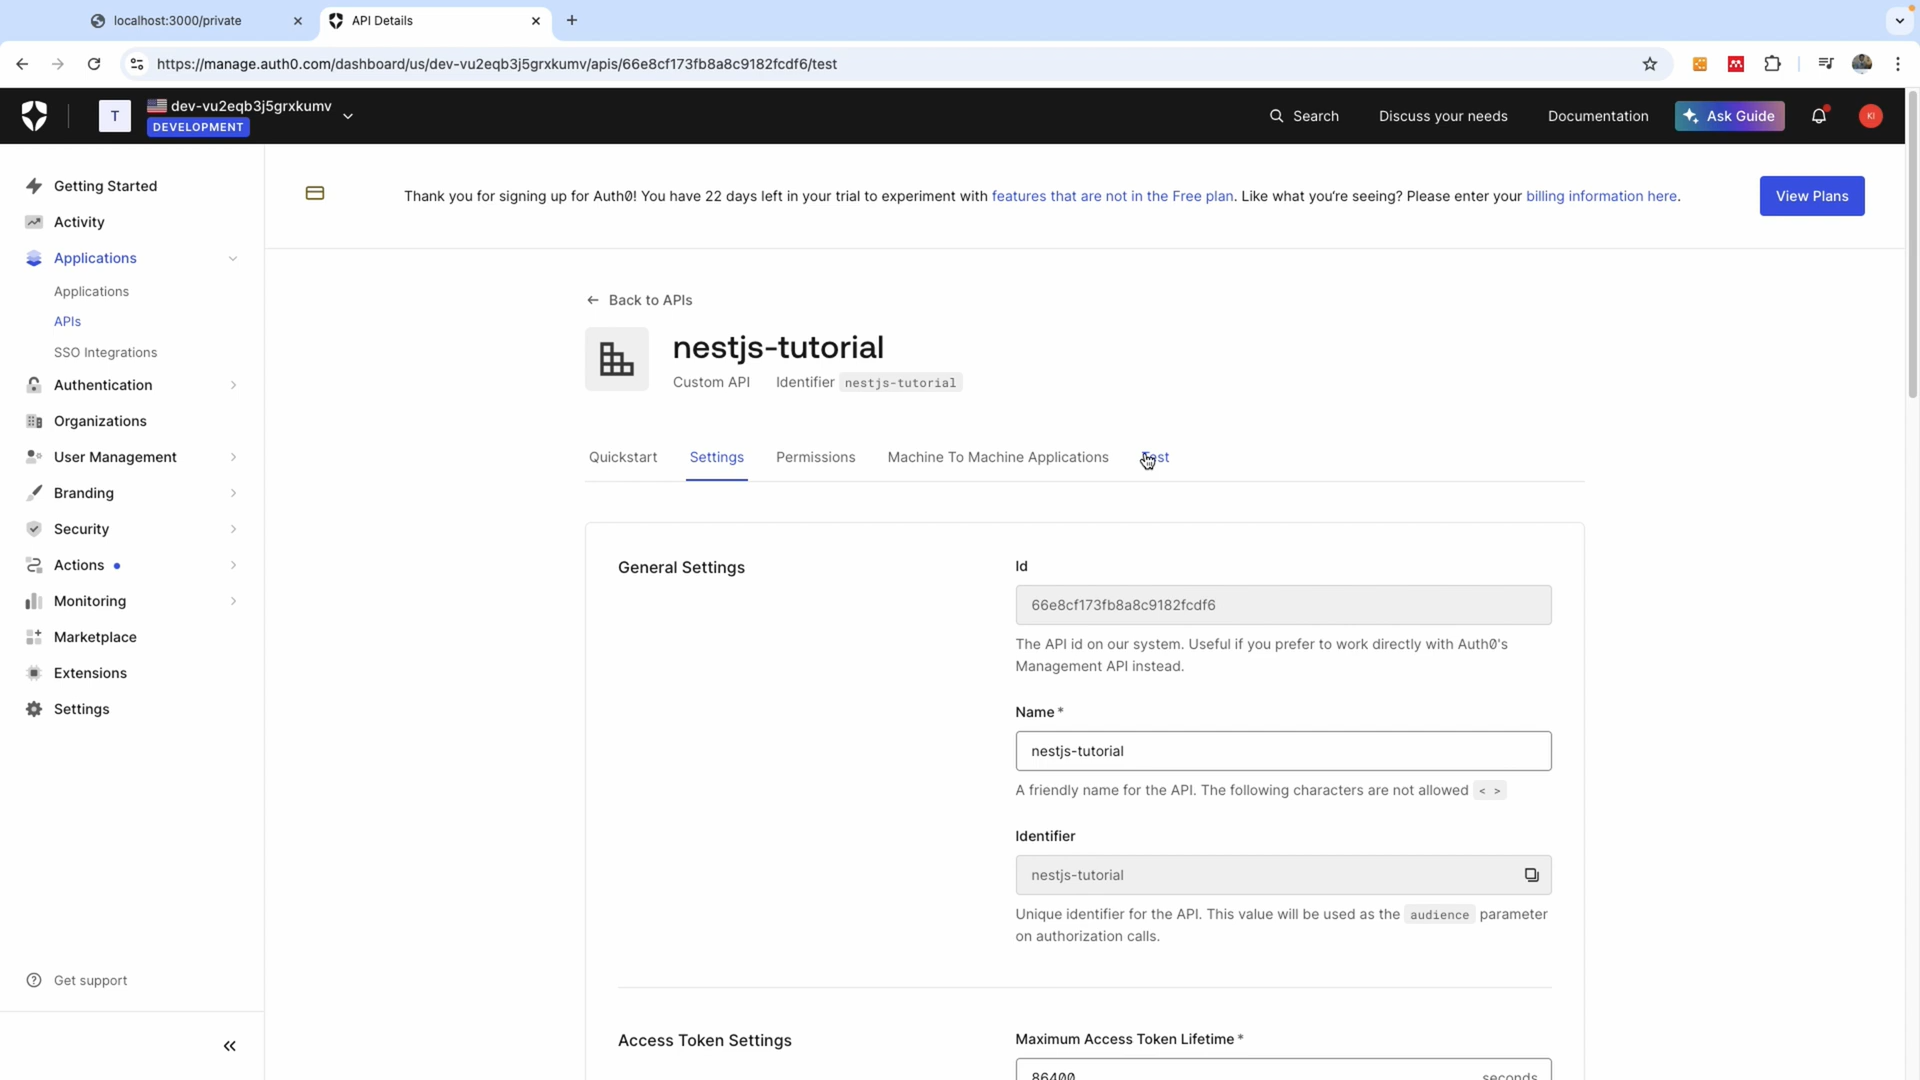 localhost:3000/private
API Details
https://manage.auth0.com/dashboard/us/dev-vu2eqb3j5grxkumv/apis/66e8cf173fb8a8c9182fcdf6/test
T
dev-vu2eqb3j5grxkumv
DEVELOPMENT
Search
Discuss your needs
Documentation
Ask Guide
KI
Getting Started
Activity
Applications
Applications
APIs
SSO Integrations
Authentication
Organizations
User Management
Branding
Security
Actions
Monitoring
Marketplace
Extensions
Settings
Get support
Thank you for signing up for Auth0! You have 22 days left in your trial to experiment with features that are not in the Free plan. Like what you're seeing? Please enter your billing information here.
View Plans
Back to APIs
nestjs-tutorial
Custom API Identifier nestjs-tutorial
Quickstart Settings Permissions Machine To Machine Applications Test
General Settings
Id
66e8cf173fb8a8c9182fcdf6
The API id on our system. Useful if you prefer to work directly with Auth0's
Management API instead.
Name *
nestjs-tutorial
A friendly name for the API. The following characters are not allowed < >
Identifier
nestjs-tutorial
Unique identifier for the API. This value will be used as the audience parameter
on authorization calls.
Access Token Settings
Maximum Access Token Lifetime *
86400 seconds